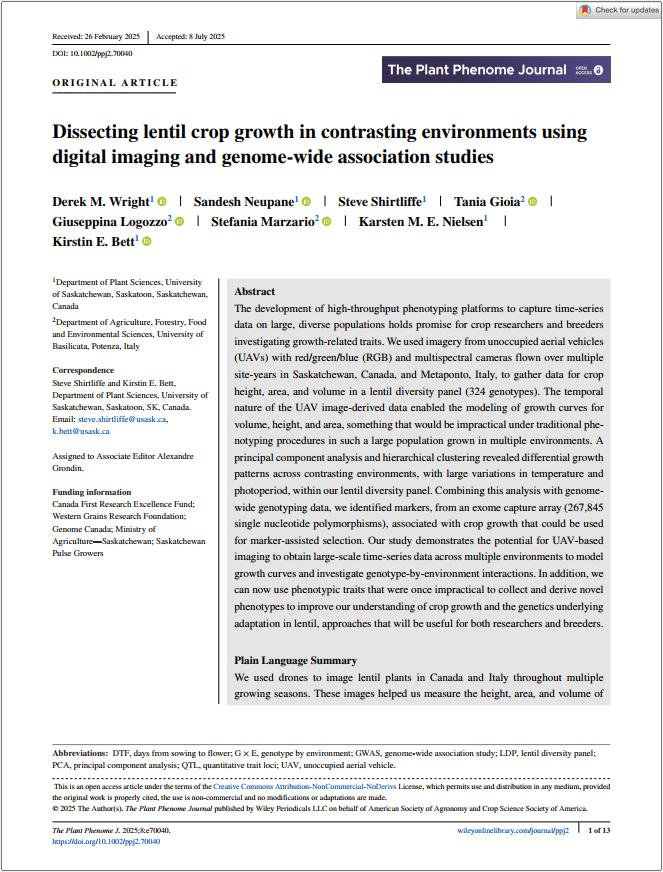 Check for updates
Received: 26 February 2025 | Accepted: 8 July 2025
DOI: 10.1002/ppj2.70040
ORIGINAL ARTICLE
The Plant Phenome Journal OPEN ACCESS
Dissecting lentil crop growth in contrasting environments using
digital imaging and genome-wide association studies
Derek M. Wright1 | Sandesh Neupane1 | Steve Shirtliffe1 | Tania Gioia2 |
Giuseppina Logozzo2 | Stefania Marzario2 | Karsten M. E. Nielsen1 |
Kirstin E. Bett1
1Department of Plant Sciences, University
of Saskatchewan, Saskatoon, Saskatchewan,
Canada
2Department of Agriculture, Forestry, Food
and Environmental Sciences, University of
Basilicata, Potenza, Italy
Correspondence
Steve Shirtliffe and Kirstin E. Bett,
Department of Plant Sciences, University of
Saskatchewan, Saskatoon, SK, Canada.
Email: steve.shirtliffe@usask.ca,
k.bett@usask.ca
Assigned to Associate Editor Alexandre
Grondin.
Funding information
Canada First Research Excellence Fund;
Western Grains Research Foundation;
Genome Canada; Ministry of
Agriculture—Saskatchewan; Saskatchewan
Pulse Growers
Abstract
The development of high-throughput phenotyping platforms to capture time-series
data on large, diverse populations holds promise for crop researchers and breeders
investigating growth-related traits. We used imagery from unoccupied aerial vehicles
(UAVs) with red/green/blue (RGB) and multispectral cameras flown over multiple
site-years in Saskatchewan, Canada, and Metaponto, Italy, to gather data for crop
height, area, and volume in a lentil diversity panel (324 genotypes). The temporal
nature of the UAV image-derived data enabled the modeling of growth curves for
volume, height, and area, something that would be impractical under traditional phe-
notyping procedures in such a large population grown in multiple environments. A
principal component analysis and hierarchical clustering revealed differential growth
patterns across contrasting environments, with large variations in temperature and
photoperiod, within our lentil diversity panel. Combining this analysis with genome-
wide genotyping data, we identified markers, from an exome capture array (267,845
single nucleotide polymorphisms), associated with crop growth that could be used
for marker-assisted selection. Our study demonstrates the potential for UAV-based
imaging to obtain large-scale time-series data across multiple environments to model
growth curves and investigate genotype-by-environment interactions. In addition, we
can now use phenotypic traits that were once impractical to collect and derive novel
phenotypes to improve our understanding of crop growth and the genetics underlying
adaptation in lentil, approaches that will be useful for both researchers and breeders.
Plain Language Summary
We used drones to image lentil plants in Canada and Italy throughout multiple
growing seasons. These images helped us measure the height, area, and volume of
Abbreviations: DTF, days from sowing to flower; G × E, genotype by environment; GWAS, genome-wide association study; LDP, lentil diversity panel;
PCA, principal component analysis; QTL, quantitative trait loci; UAV, unoccupied aerial vehicle.
This is an open access article under the terms of the Creative Commons Attribution-NonCommercial-NoDerivs License, which permits use and distribution in any medium, provided
the original work is properly cited, the use is non-commercial and no modifications or adaptations are made.
© 2025 The Author(s). The Plant Phenome Journal published by Wiley Periodicals LLC on behalf of American Society of Agronomy and Crop Science Society of America.
The Plant Phenome J. 2025;8:e70040. wileyonlinelibrary.com/journal/ppj2 | 1 of 13
https://doi.org/10.1002/ppj2.70040